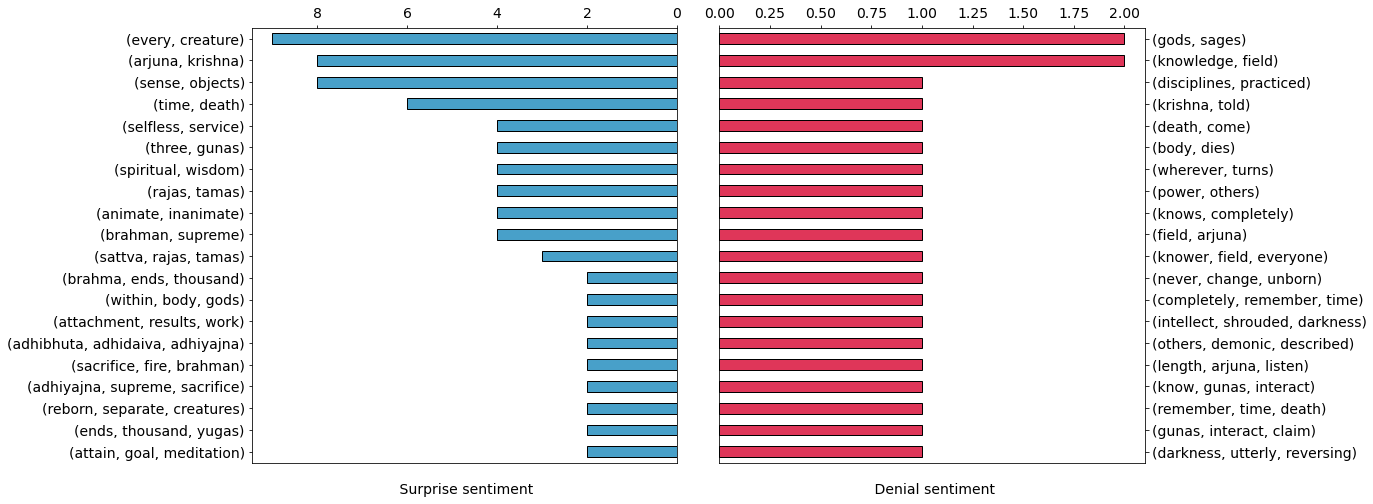 8 6 4 2 0 0.00 0.25 0.50 0.75 1.00 1.25 1.50 1.75 2.00
(every, creature) (gods, sages)
(arjuna, krishna) (knowledge, field)
(sense, objects) (disciplines, practiced)
(time, death) (krishna, told)
(selfless, service) (death, come)
(three, gunas) (body, dies)
(spiritual, wisdom) (wherever, turns)
(rajas, tamas) (power, others)
(animate, inanimate) (knows, completely)
(brahman, supreme) (field, arjuna)
(sattva, rajas, tamas) (knower, field, everyone)
(brahma, ends, thousand) (never, change, unborn)
(within, body, gods) (completely, remember, time)
(attachment, results, work) (intellect, shrouded, darkness)
(adhibhuta, adhidaiva, adhiyajna) (others, demonic, described)
(sacrifice, fire, brahman) (length, arjuna, listen)
(adhiyajna, supreme, sacrifice) (know, gunas, interact)
(reborn, separate, creatures) (remember, time, death)
(ends, thousand, yugas) (gunas, interact, claim)
(attain, goal, meditation) (darkness, utterly, reversing)
Surprise sentiment Denial sentiment